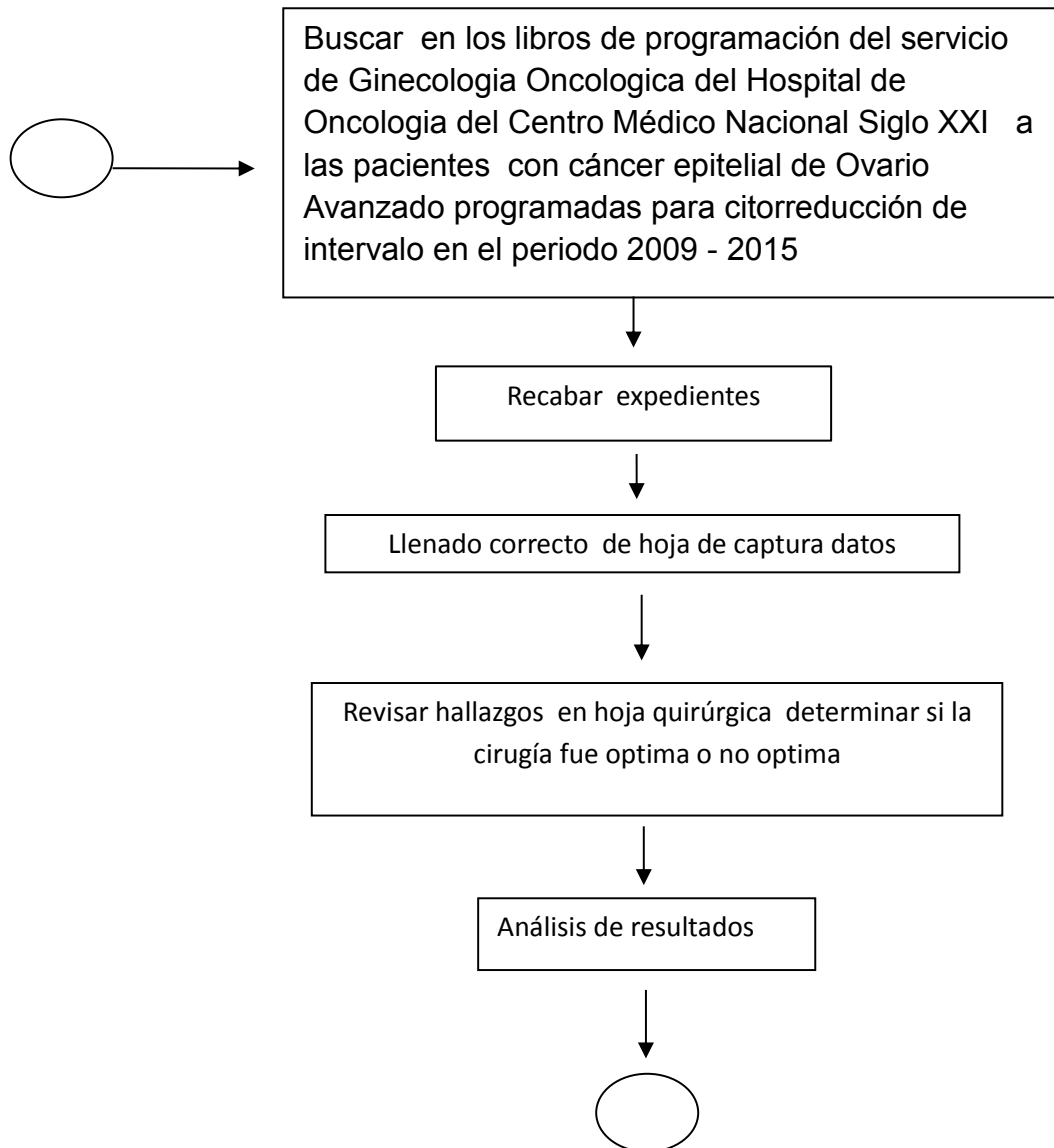 Buscar en los libros de programación del servicio
de Ginecologia Oncologica del Hospital de
Oncologia del Centro Médico Nacional Siglo XXI a
las pacientes con cáncer epitelial de Ovario
Avanzado programadas para citorreducción de
intervalo en el periodo 2009 - 2015
Recabar expedientes
Llenado correcto de hoja de captura datos
Revisar hallazgos en hoja quirúrgica determinar si la
cirugía fue optima o no optima
Análisis de resultados